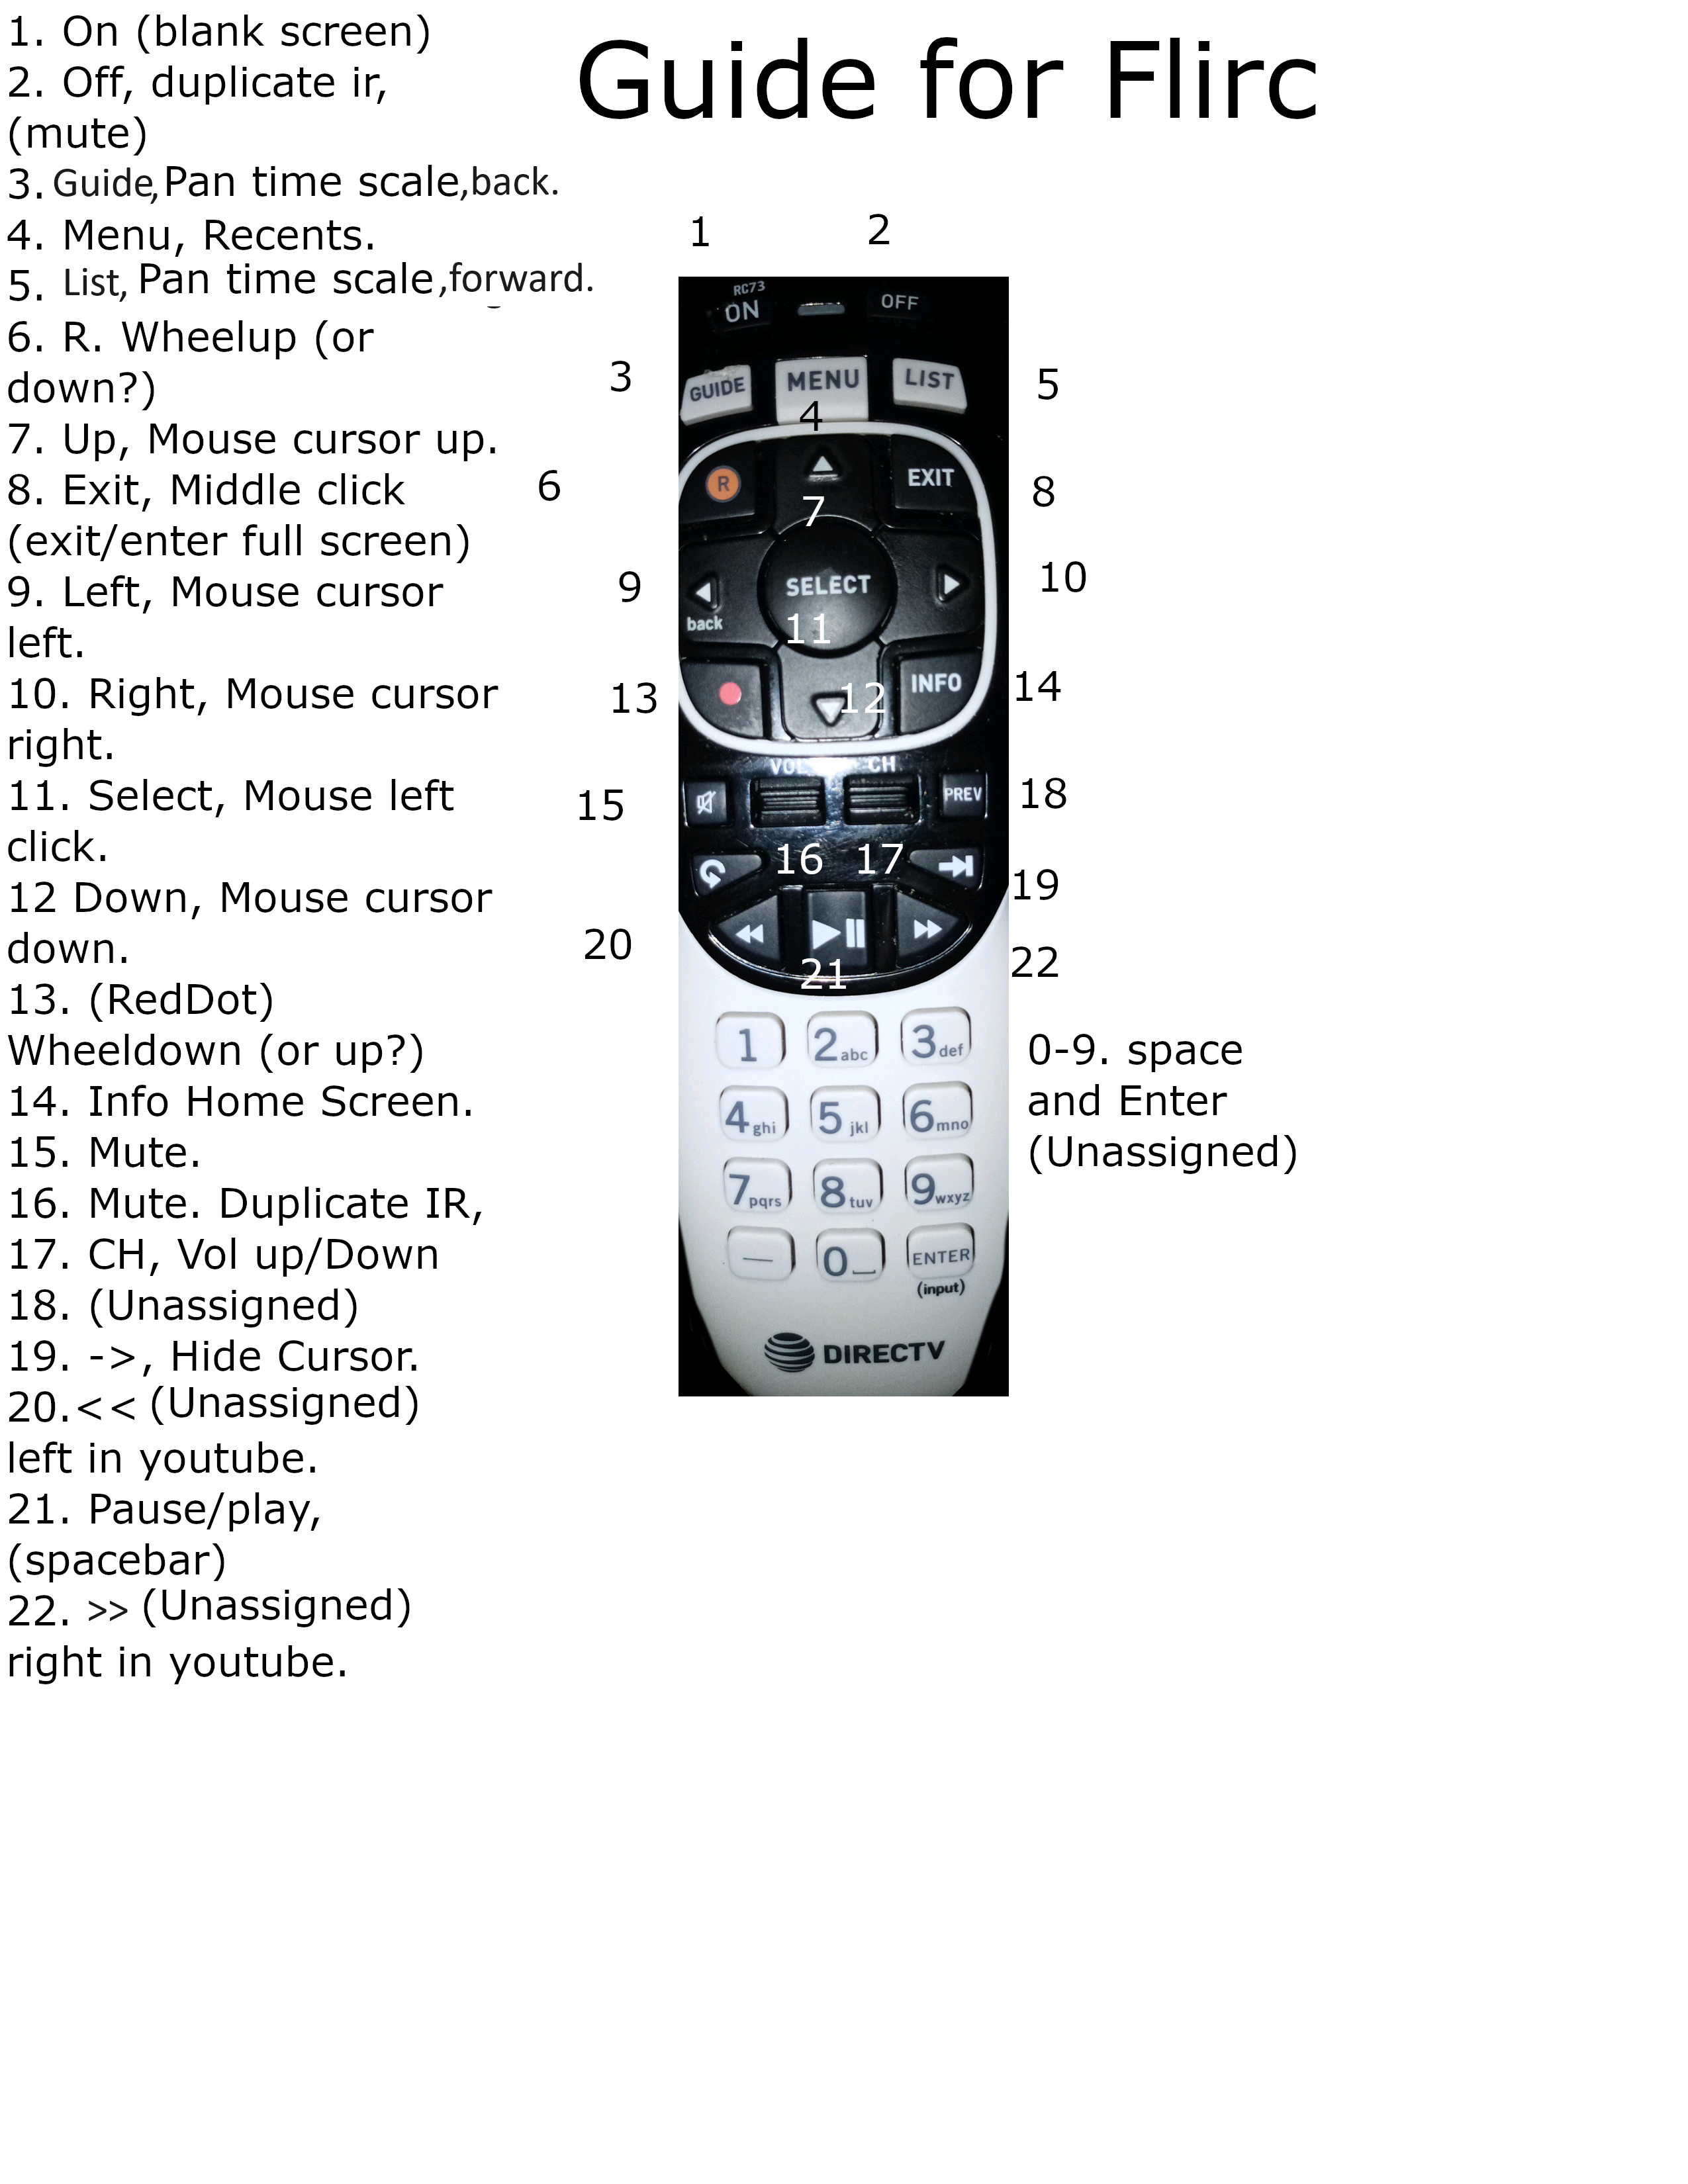 1. On (blank screen)
2. Off, duplicate ir,
(mute)
3. Guide, Pan time scale,back.
4. Menu, Recents.
5. List, Pan time scale,forward.
6. R. Wheelup (or
down?)
7. Up, Mouse cursor up.
8. Exit, Middle click
(exit/enter full screen)
9. Left, Mouse cursor
left.
10. Right, Mouse cursor
right.
11. Select, Mouse left
click.
12 Down, Mouse cursor
down.
13. (RedDot)
Wheeldown (or up?)
14. Info Home Screen.
15. Mute.
16. Mute. Duplicate IR,
17. CH, Vol up/Down
18. (Unassigned)
19. ->, Hide Cursor.
20.<< (Unassigned)
left in youtube.
21. Pause/play,
(spacebar)
22. >> (Unassigned)
right in youtube.
Guide for Flirc
1 2
RC73
ON OFF
3 GUIDE MENU LIST 5
4
6 R EXIT 8
7
9 SELECT 10
back 11
13 12 INFO 14
VOL CH
15 PREV 18
16 17 19
20 22
21
1 2abc 3def
4ghi 5jkl 6mno
7pqrs 8tuv 9wxyz
— 0 ENTER
(input)
DIRECTV
0-9. space
and Enter
(Unassigned)